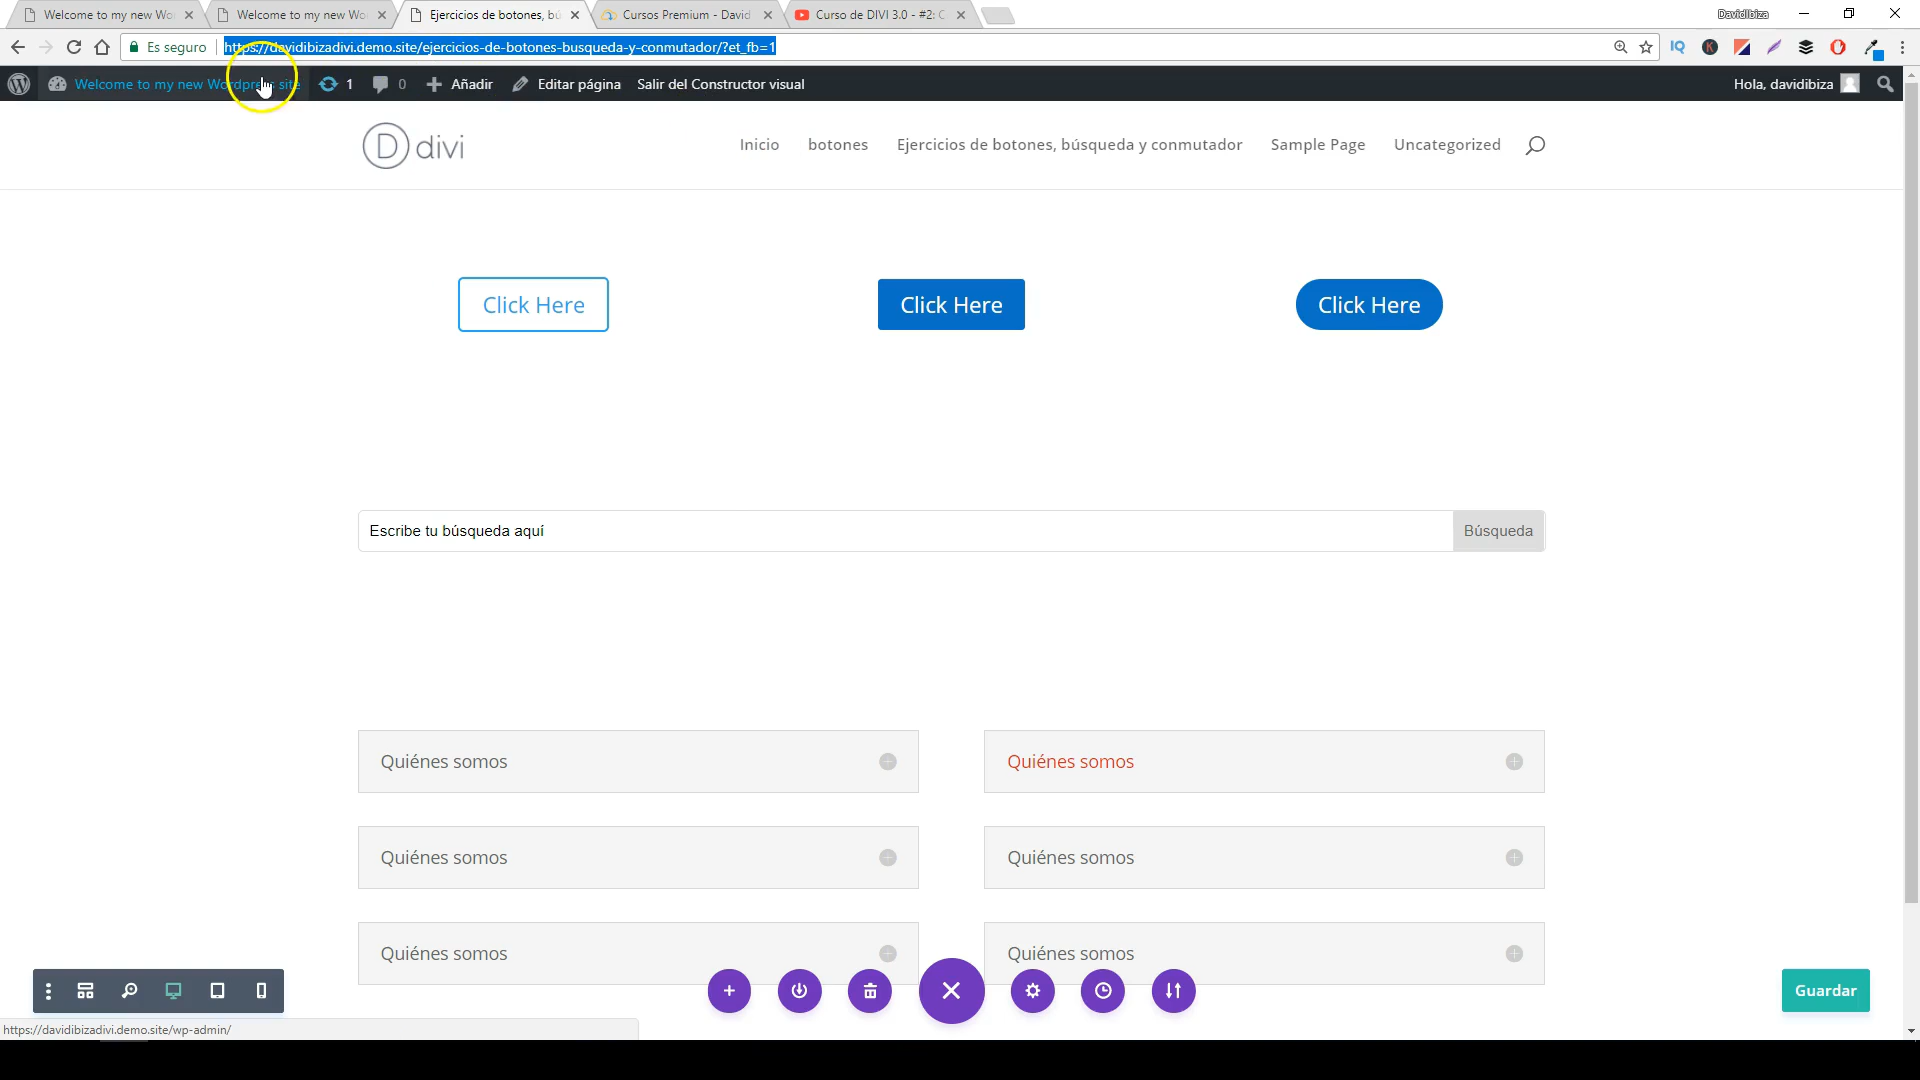 Welcome to my new Wo
Welcome to my new Wo
Ejercicios de botones, bú
Cursos Premium - David
Curso de DIVI 3.0 - #2: C
Davidibiza
Es seguro
https://davidibizadivi.demo.site/ejercicios-de-botones-busqueda-y-conmutador/?et_fb=1
IQ
K
Welcome to my new Wordpress site
1
0
Añadir
Editar página
Salir del Constructor visual
Hola, davidibiza
D divi
Inicio
botones
Ejercicios de botones, búsqueda y conmutador
Sample Page
Uncategorized
Click Here
Click Here
Click Here
Escribe tu búsqueda aquí
Búsqueda
Quiénes somos
Quiénes somos
Quiénes somos
Quiénes somos
Quiénes somos
Quiénes somos
Guardar
https://davidibizadivi.demo.site/wp-admin/